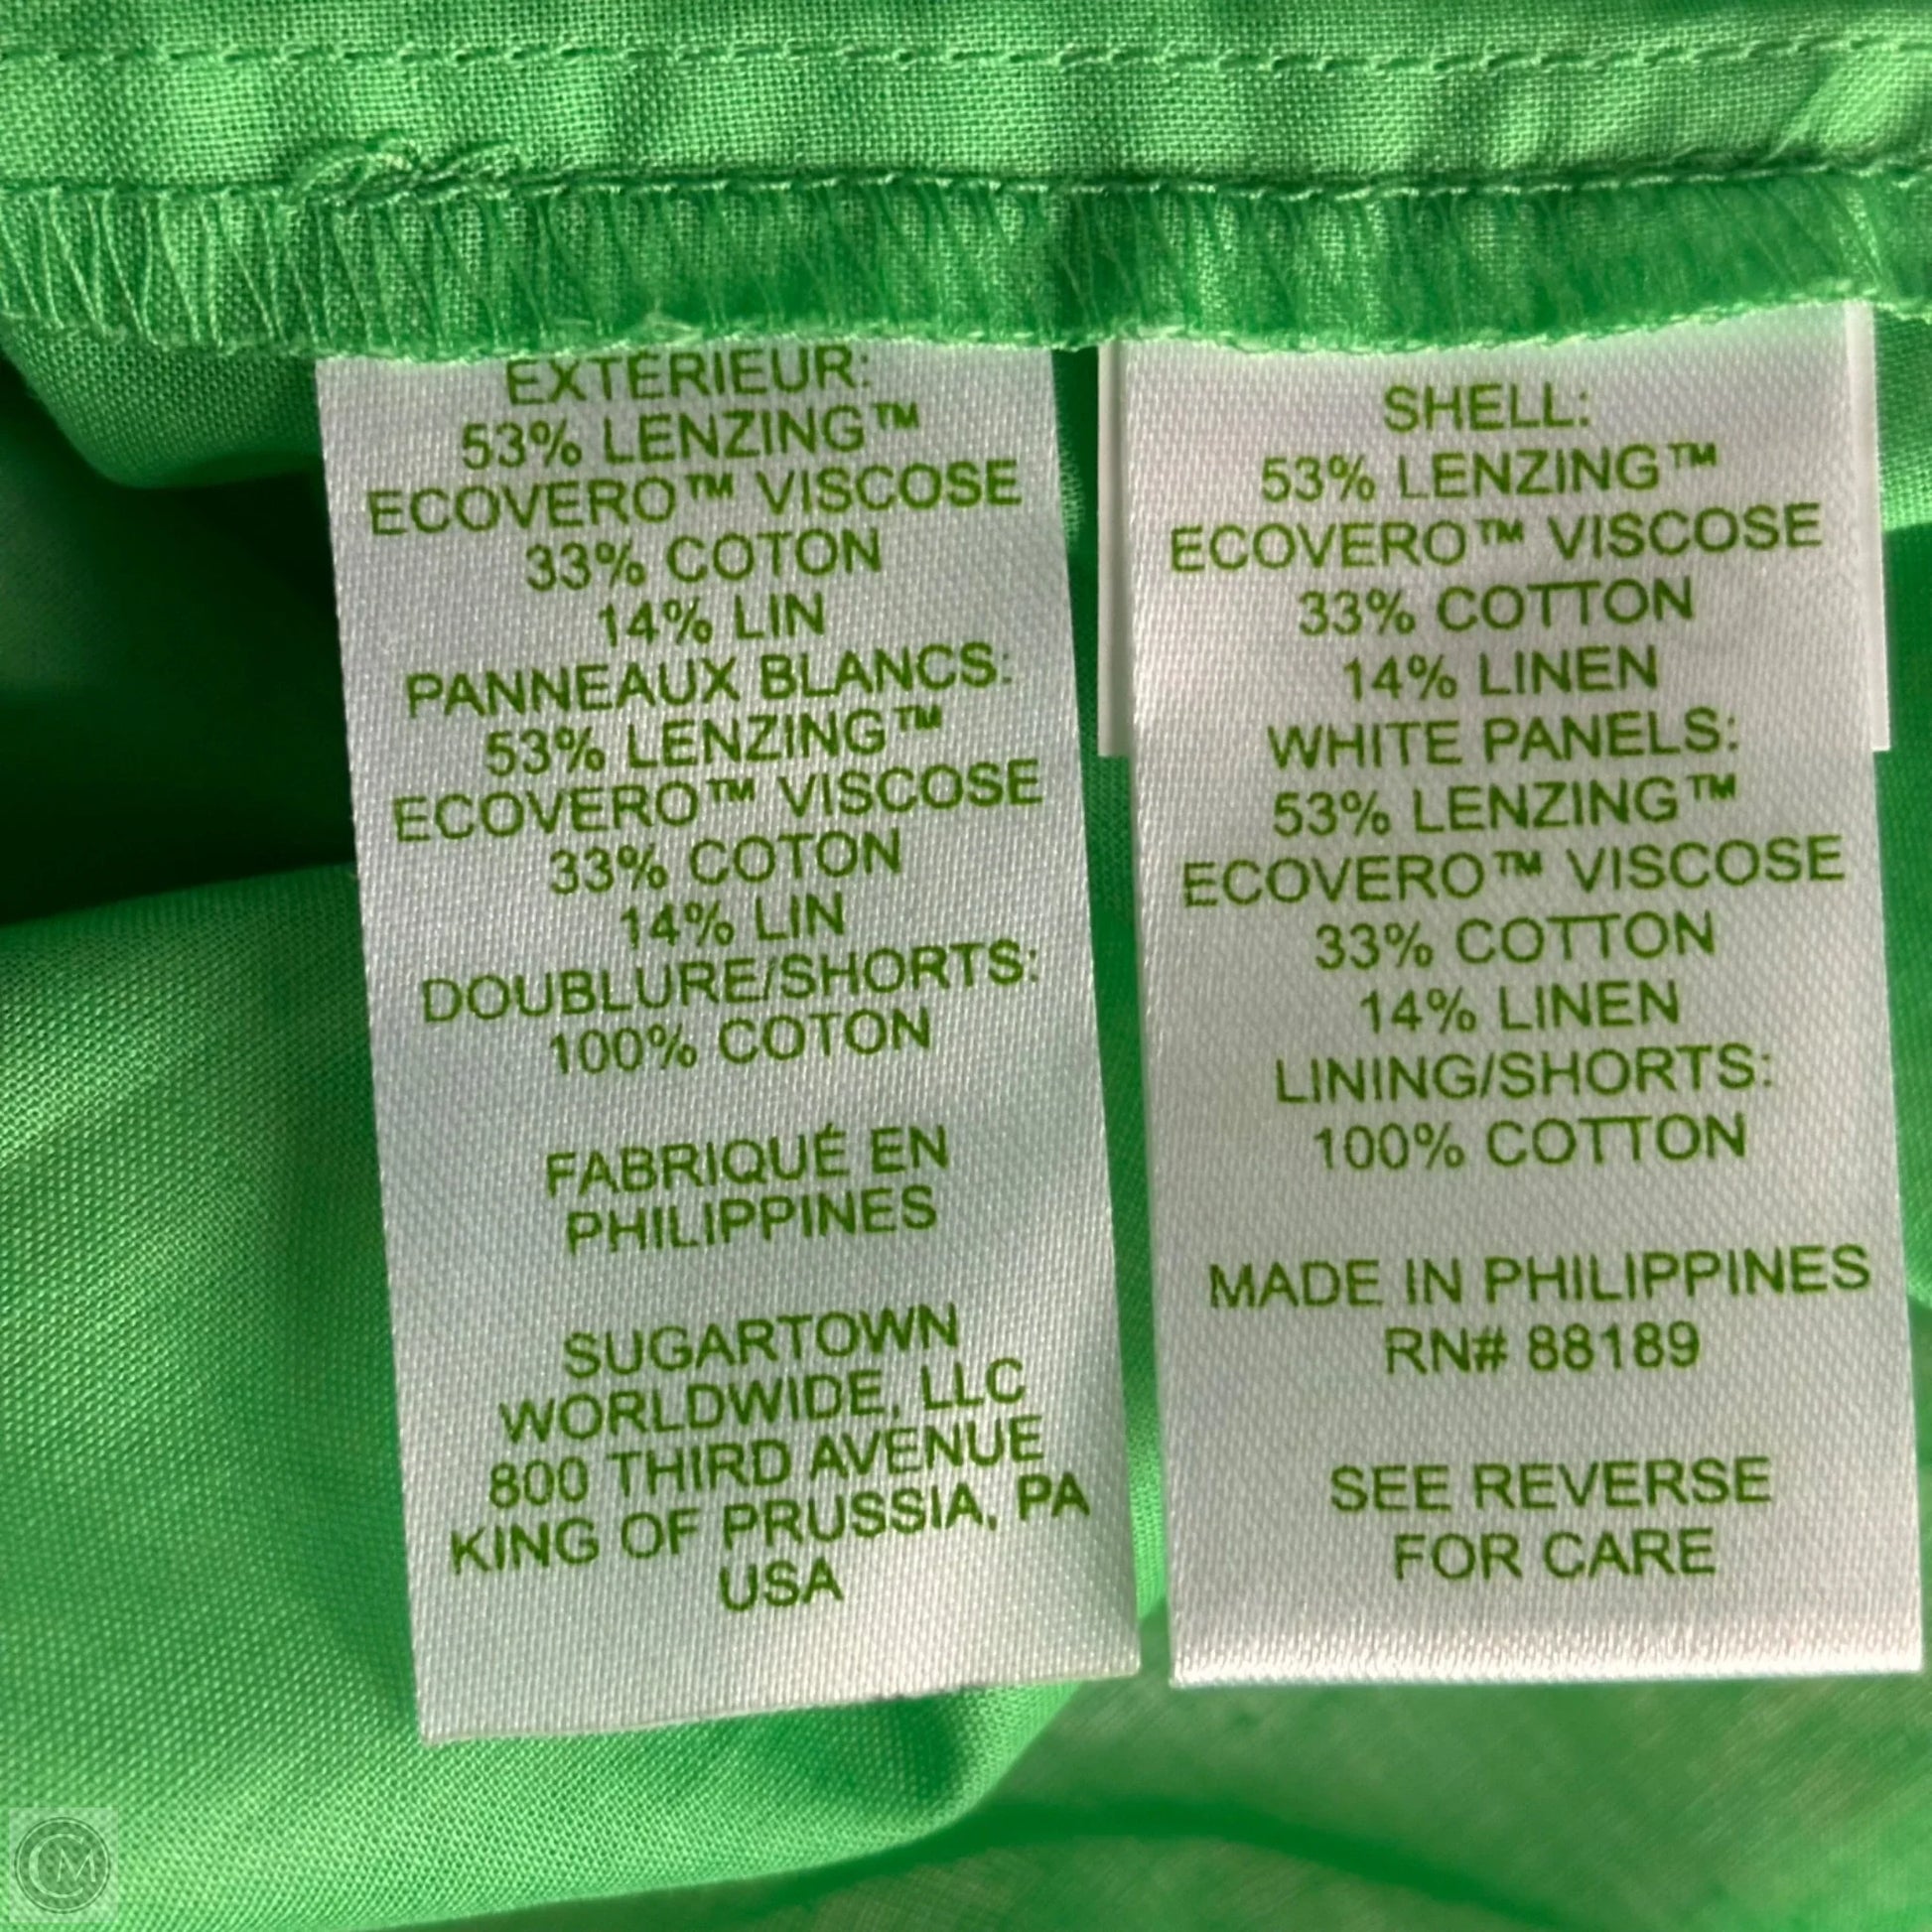 EXTÉRIEUR:
53% LENZING™
ECOVERO™ VISCOSE
33% COTON
14% LIN
PANNEAUX BLANCS:
53% LENZING™
ECOVERO™ VISCOSE
33% COTON
14% LIN
DOUBLURE/SHORTS:
100% COTON
FABRIQUÉ EN
PHILIPPINES
SUGARTOWN
WORLDWIDE, LLC
800 THIRD AVENUE
KING OF PRUSSIA, PA
USA
SHELL:
53% LENZING™
ECOVERO™ VISCOSE
33% COTTON
14% LINEN
WHITE PANELS:
53% LENZING™
ECOVERO™ VISCOSE
33% COTTON
14% LINEN
LINING/SHORTS:
100% COTTON
MADE IN PHILIPPINES
RN# 88189
SEE REVERSE
FOR CARE
CM